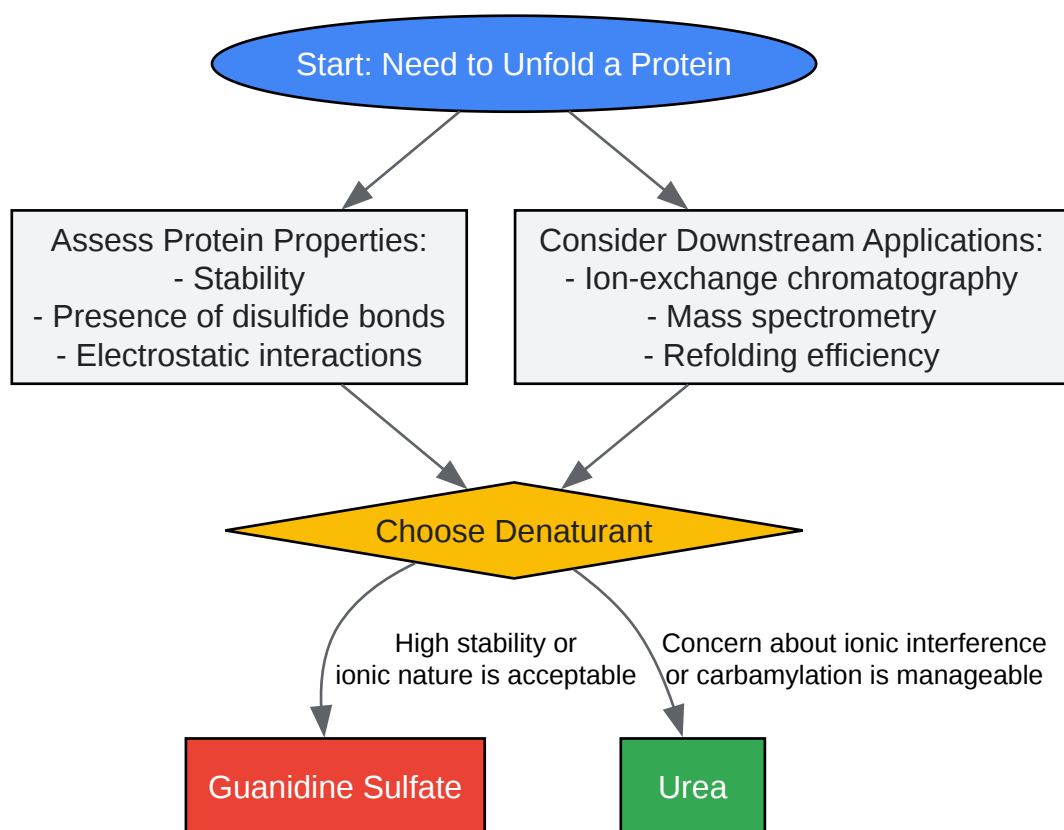 Start: Need to Unfold a Protein
Assess Protein Properties:
- Stability
- Presence of disulfide bonds
- Electrostatic interactions
Consider Downstream Applications:
- Ion-exchange chromatography
- Mass spectrometry
- Refolding efficiency
Choose Denaturant
High stability or
ionic nature is acceptable
Concern about ionic interference
or carbamylation is manageable
Guanidine Sulfate
Urea